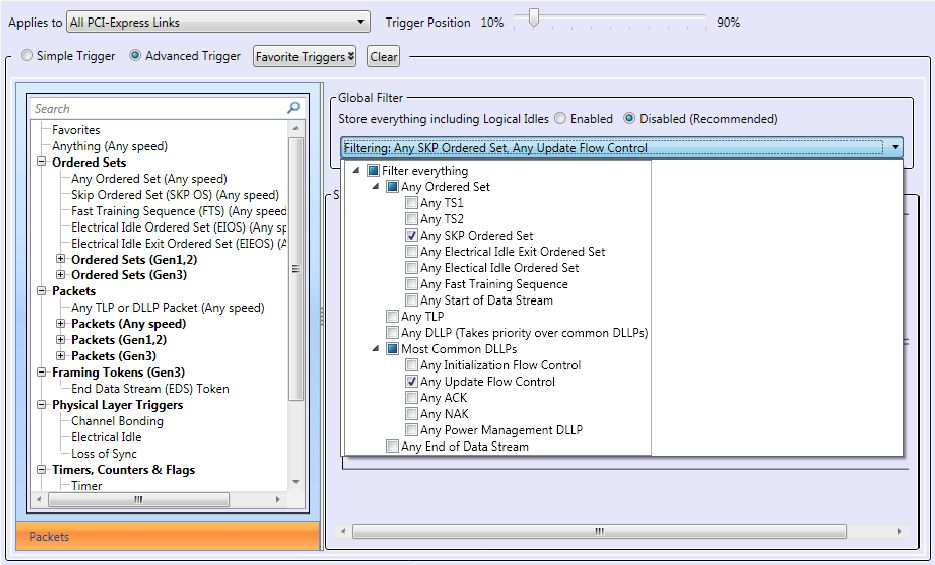 Applies to All PCI-Express Links Trigger Position 10% 90%
Simple Trigger Advanced Trigger Favorite Triggers Clear
Search
Favorites
Anything (Any speed)
Ordered Sets
Any Ordered Set (Any speed)
Skip Ordered Set (SKP OS) (Any speed)
Fast Training Sequence (FTS) (Any speed
Electrical Idle Ordered Set (EIOS) (A
Electrical Idle Exit Ordered Set (EIEOS) (A
Ordered Sets (Gen1,2)
Ordered Sets (Gen3)
Packets
Any TLP or DLLP Packet (Any speed)
Packets (Any speed)
Packets (Gen1,2)
Packets (Gen3)
Framing Tokens (Gen3)
End Data Stream (EDS) Token
Physical Layer Triggers
Channel Bonding
Electrical Idle
Loss of Sync
Timers, Counters & Flags
Timer
Packets
Global Filter
Store everything including Logical Idles Enabled Disabled (Recommended)
Filtering: Any SKP Ordered Set, Any Update Flow Control
S
Filter everything
Any Ordered Set
Any TS1
Any TS2
Any SKP Ordered Set
Any Electrical Idle Exit Ordered Set
Any Electical Idle Ordered Set
Any Fast Training Sequence
Any Start of Data Stream
Any TLP
Any DLLP (Takes priority over common DLLPs)
Most Common DLLPs
Any Initialization Flow Control
Any Update Flow Control
Any ACK
Any NAK
Any Power Management DLLP
Any End of Data Stream